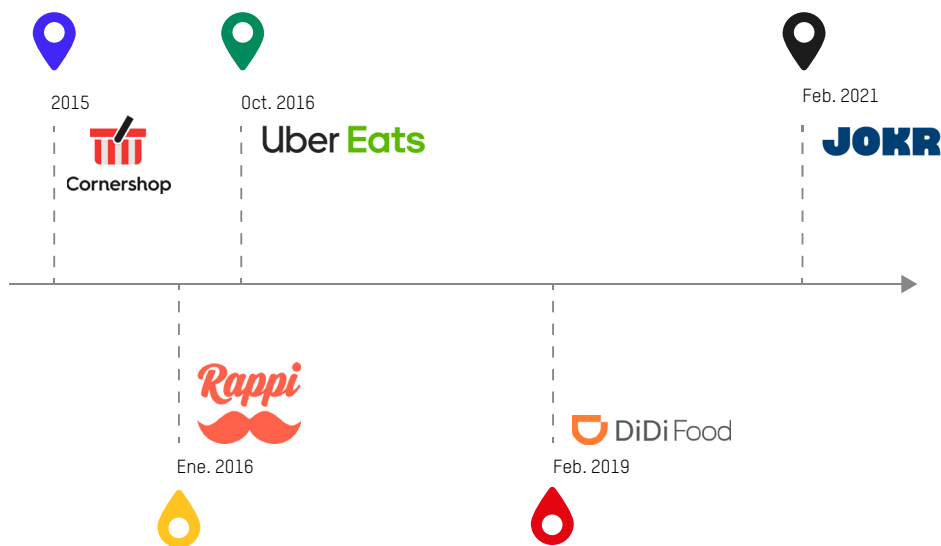 2015
Cornershop
Oct. 2016
Uber Eats
Feb. 2021
JOKR
Rappi
Ene. 2016
DiDi Food
Feb. 2019